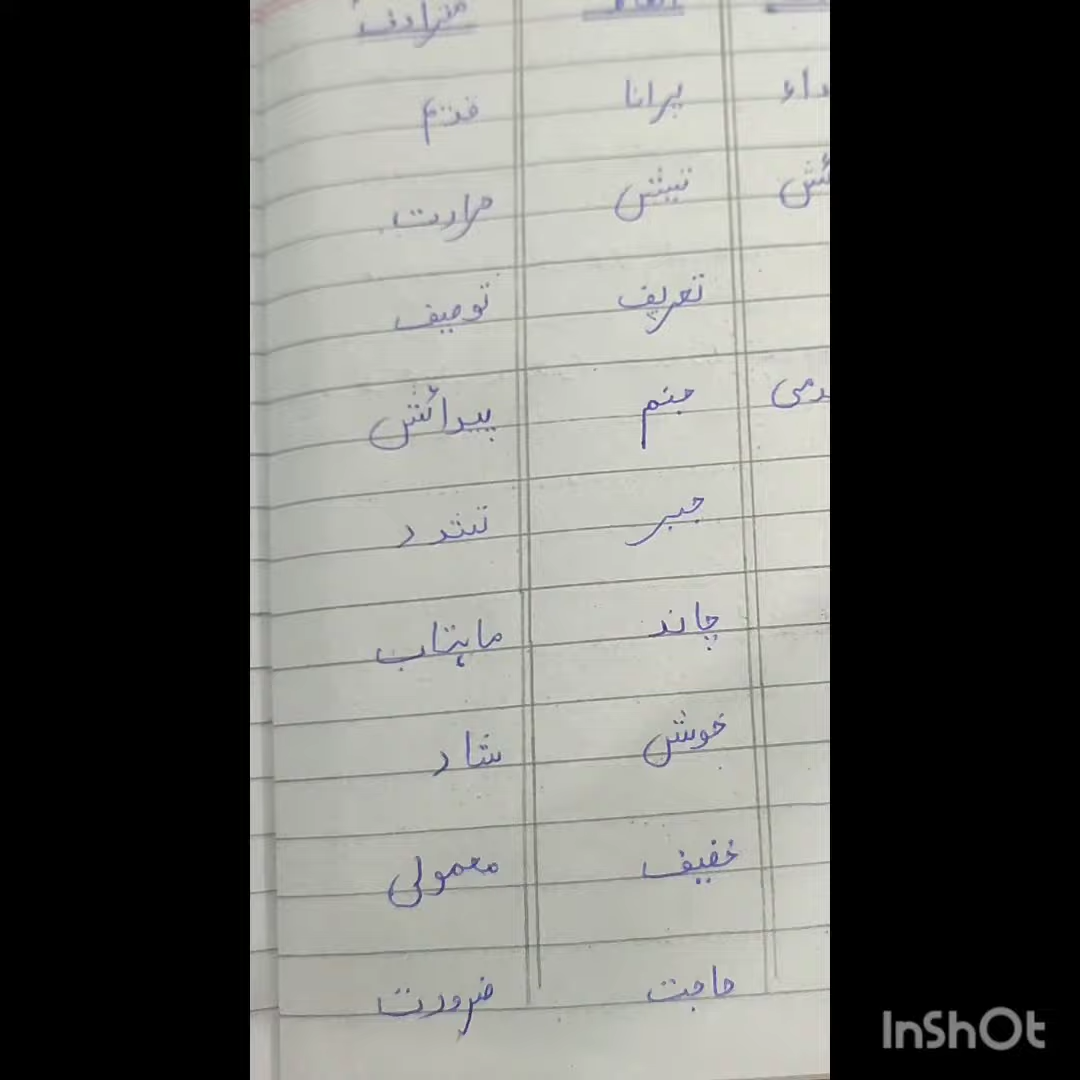 الفاظ مترادف
پرانا قدیم
تپش حرارت
تعریف توصیف
جنم پیدائش
جبر تشدد
چاند ماہتاب
خوش شاد
خفیف معمولی
حاجت ضرورت
InShOt